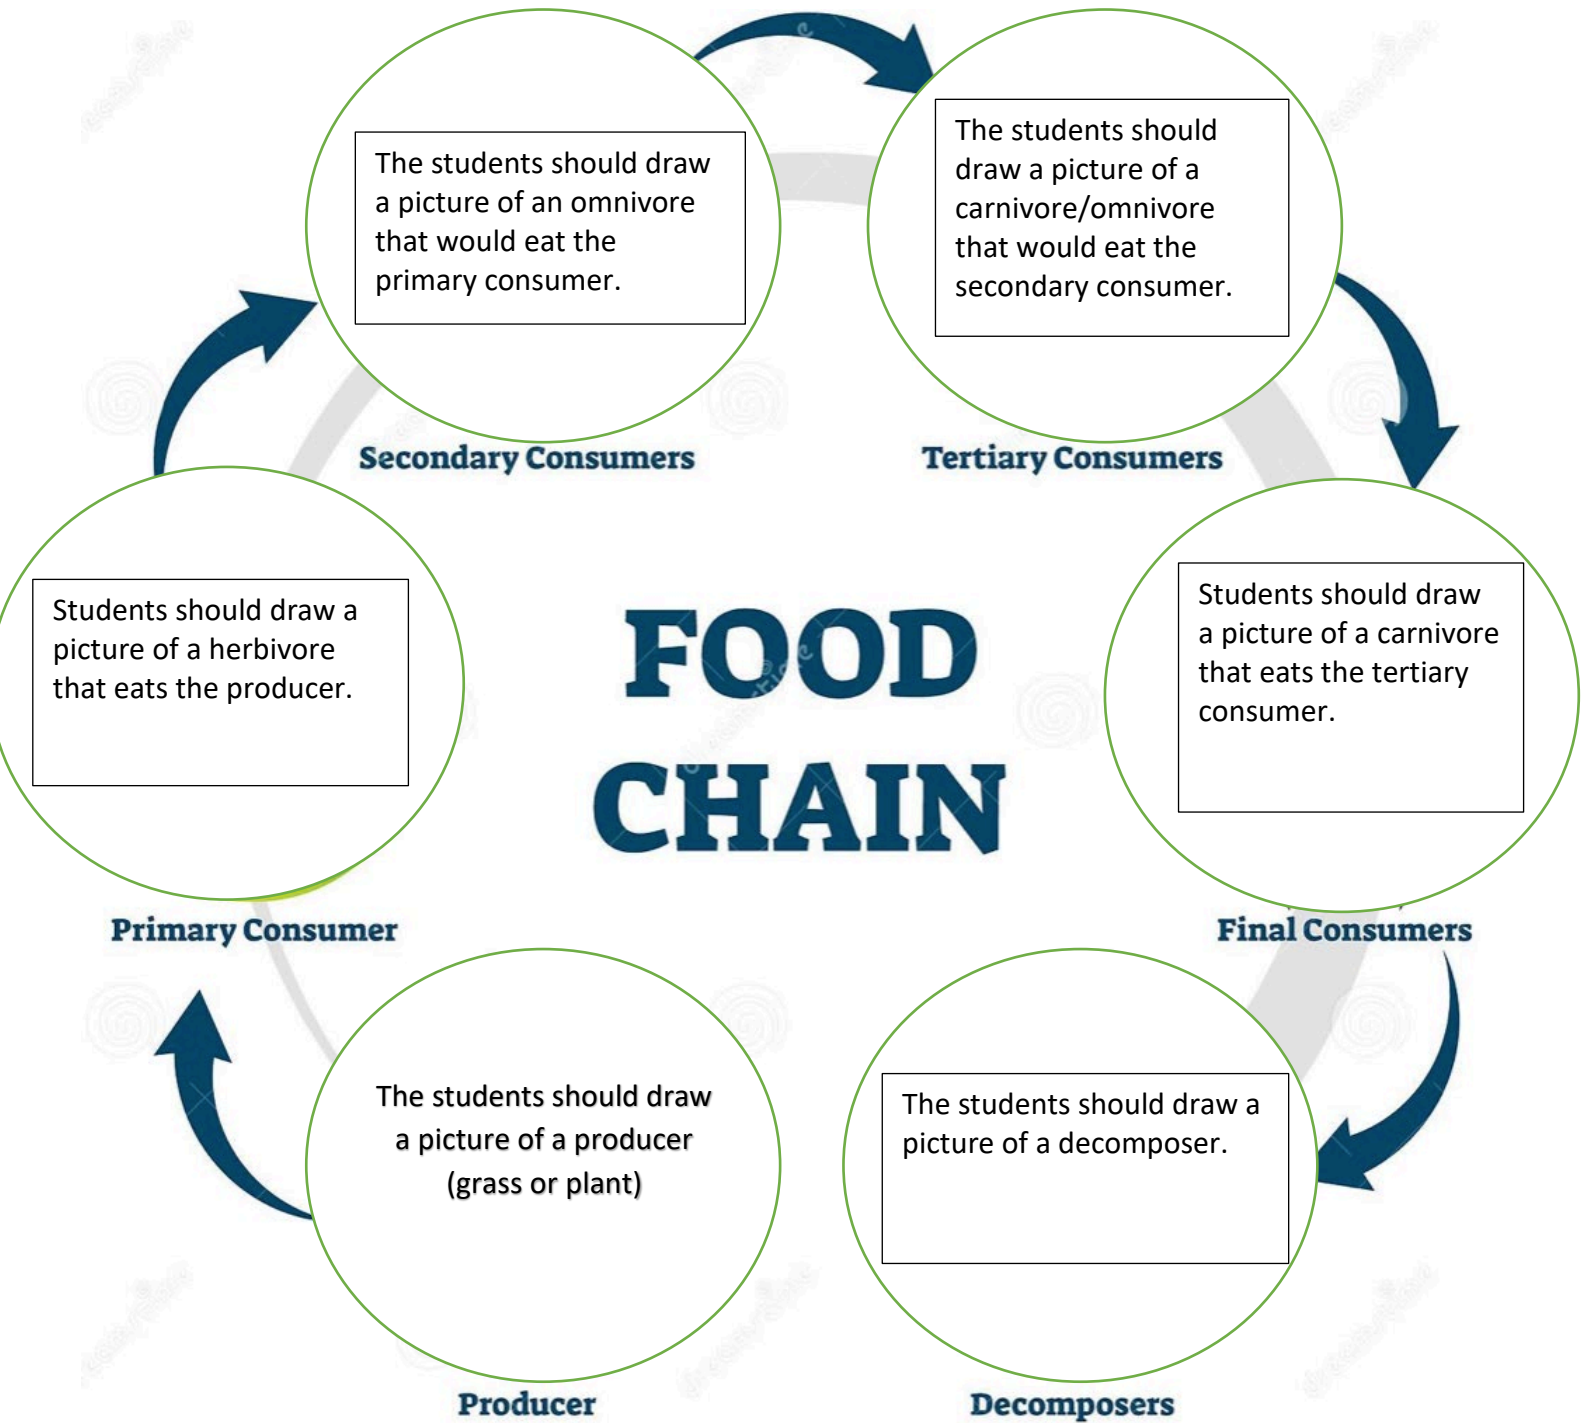 The students should draw
a picture of an omnivore
that would eat the
primary consumer.
Secondary Consumers
The students should
draw a picture of a
carnivore/omnivore
that would eat the
secondary consumer.
Tertiary Consumers
Students should draw a
picture of a herbivore
that eats the producer.
Primary Consumer
FOOD
CHAIN
Students should draw
a picture of a carnivore
that eats the tertiary
consumer.
Final Consumers
The students should draw
a picture of a producer
(grass or plant)
Producer
The students should draw a
picture of a decomposer.
Decomposers